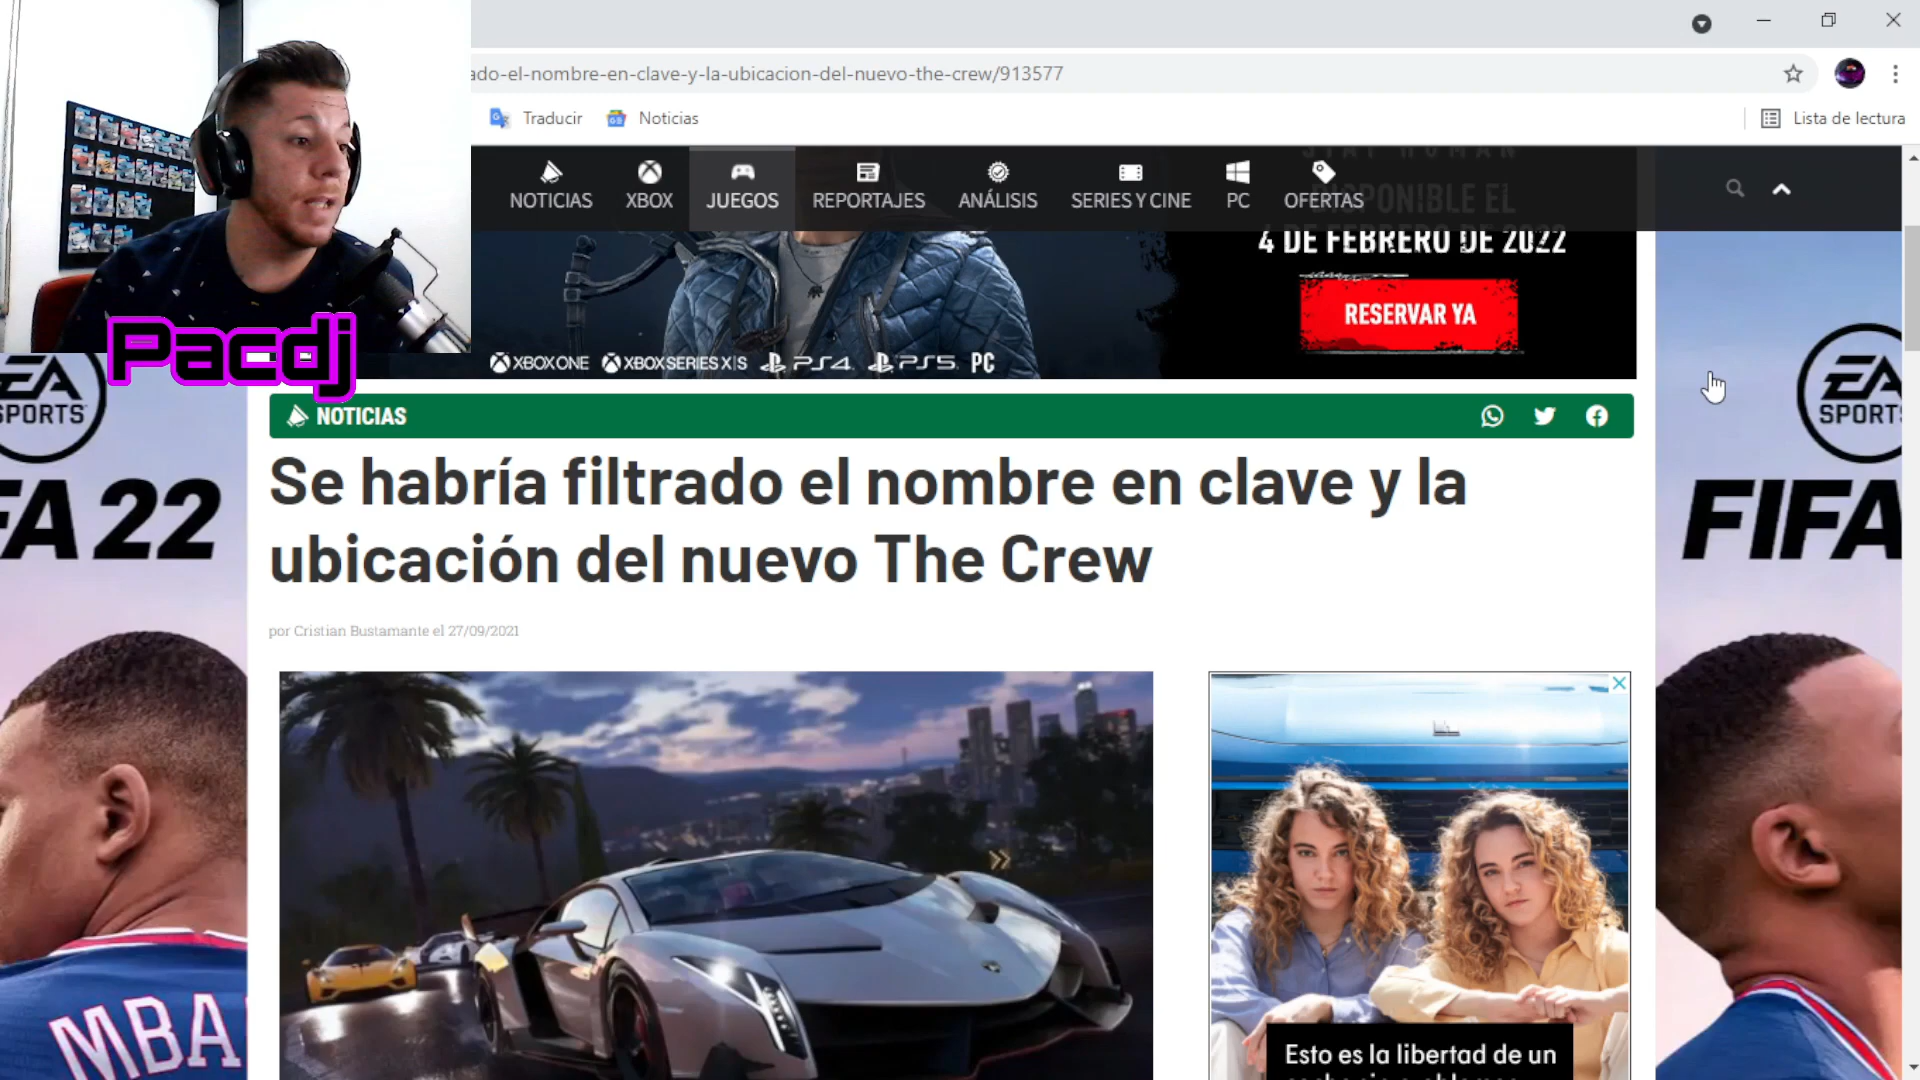 ado-el-nombre-en-clave-y-la-ubicacion-del-nuevo-the-crew/913577
Traducir
Noticias
Lista de lectura
NOTICIAS
XBOX
JUEGOS
REPORTAJES
ANÁLISIS
SERIES Y CINE
PC
OFERTAS
DISPONIBLE EL
4 DE FEBRERO DE 2022
RESERVAR YA
XBOX ONE
XBOX SERIES X|S
PS4
PS5
PC
Pacdj
NOTICIAS
Se habría filtrado el nombre en clave y la
ubicación del nuevo The Crew
por Cristian Bustamante el 27/09/2021
EA
SPORTS
FA 22
MBA
EA
SPORTS
FIFA
Esto es la libertad de un